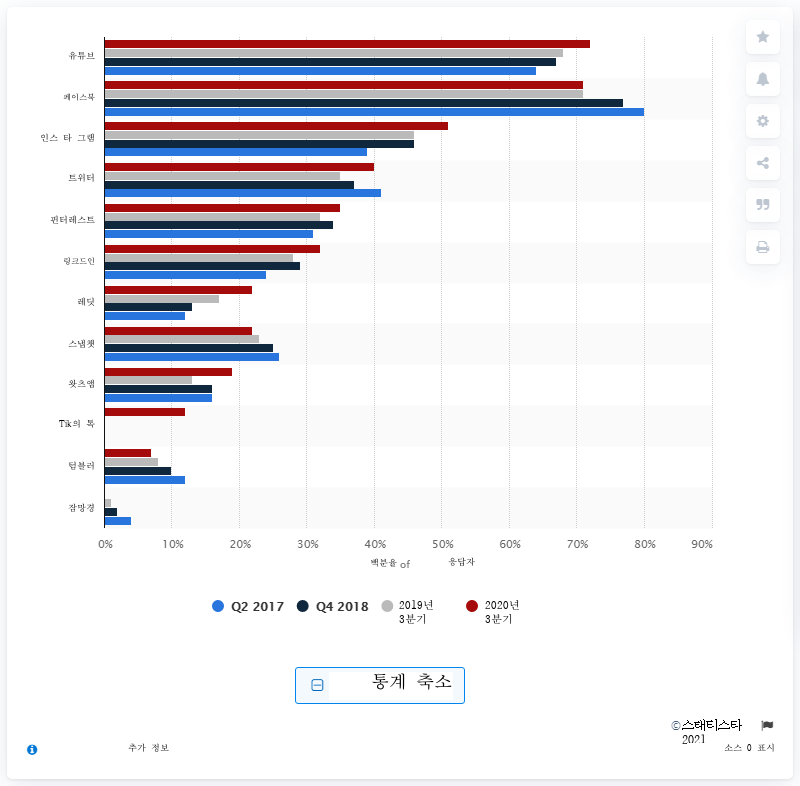 유튜브
페이스북
인스 타 그램
트위터
핀터레스트
링크드인
레딧
스냅챗
왓츠앱
Tik의 톡
텀블러
잠망경
0% 10% 20% 30% 40% 50% 60% 70% 80% 90%
백분율 of 응답자
Q2 2017 Q4 2018 2019년 3분기 2020년 3분기
통계 축소
©스태티스타 2021
추가 정보 소스 0 표시